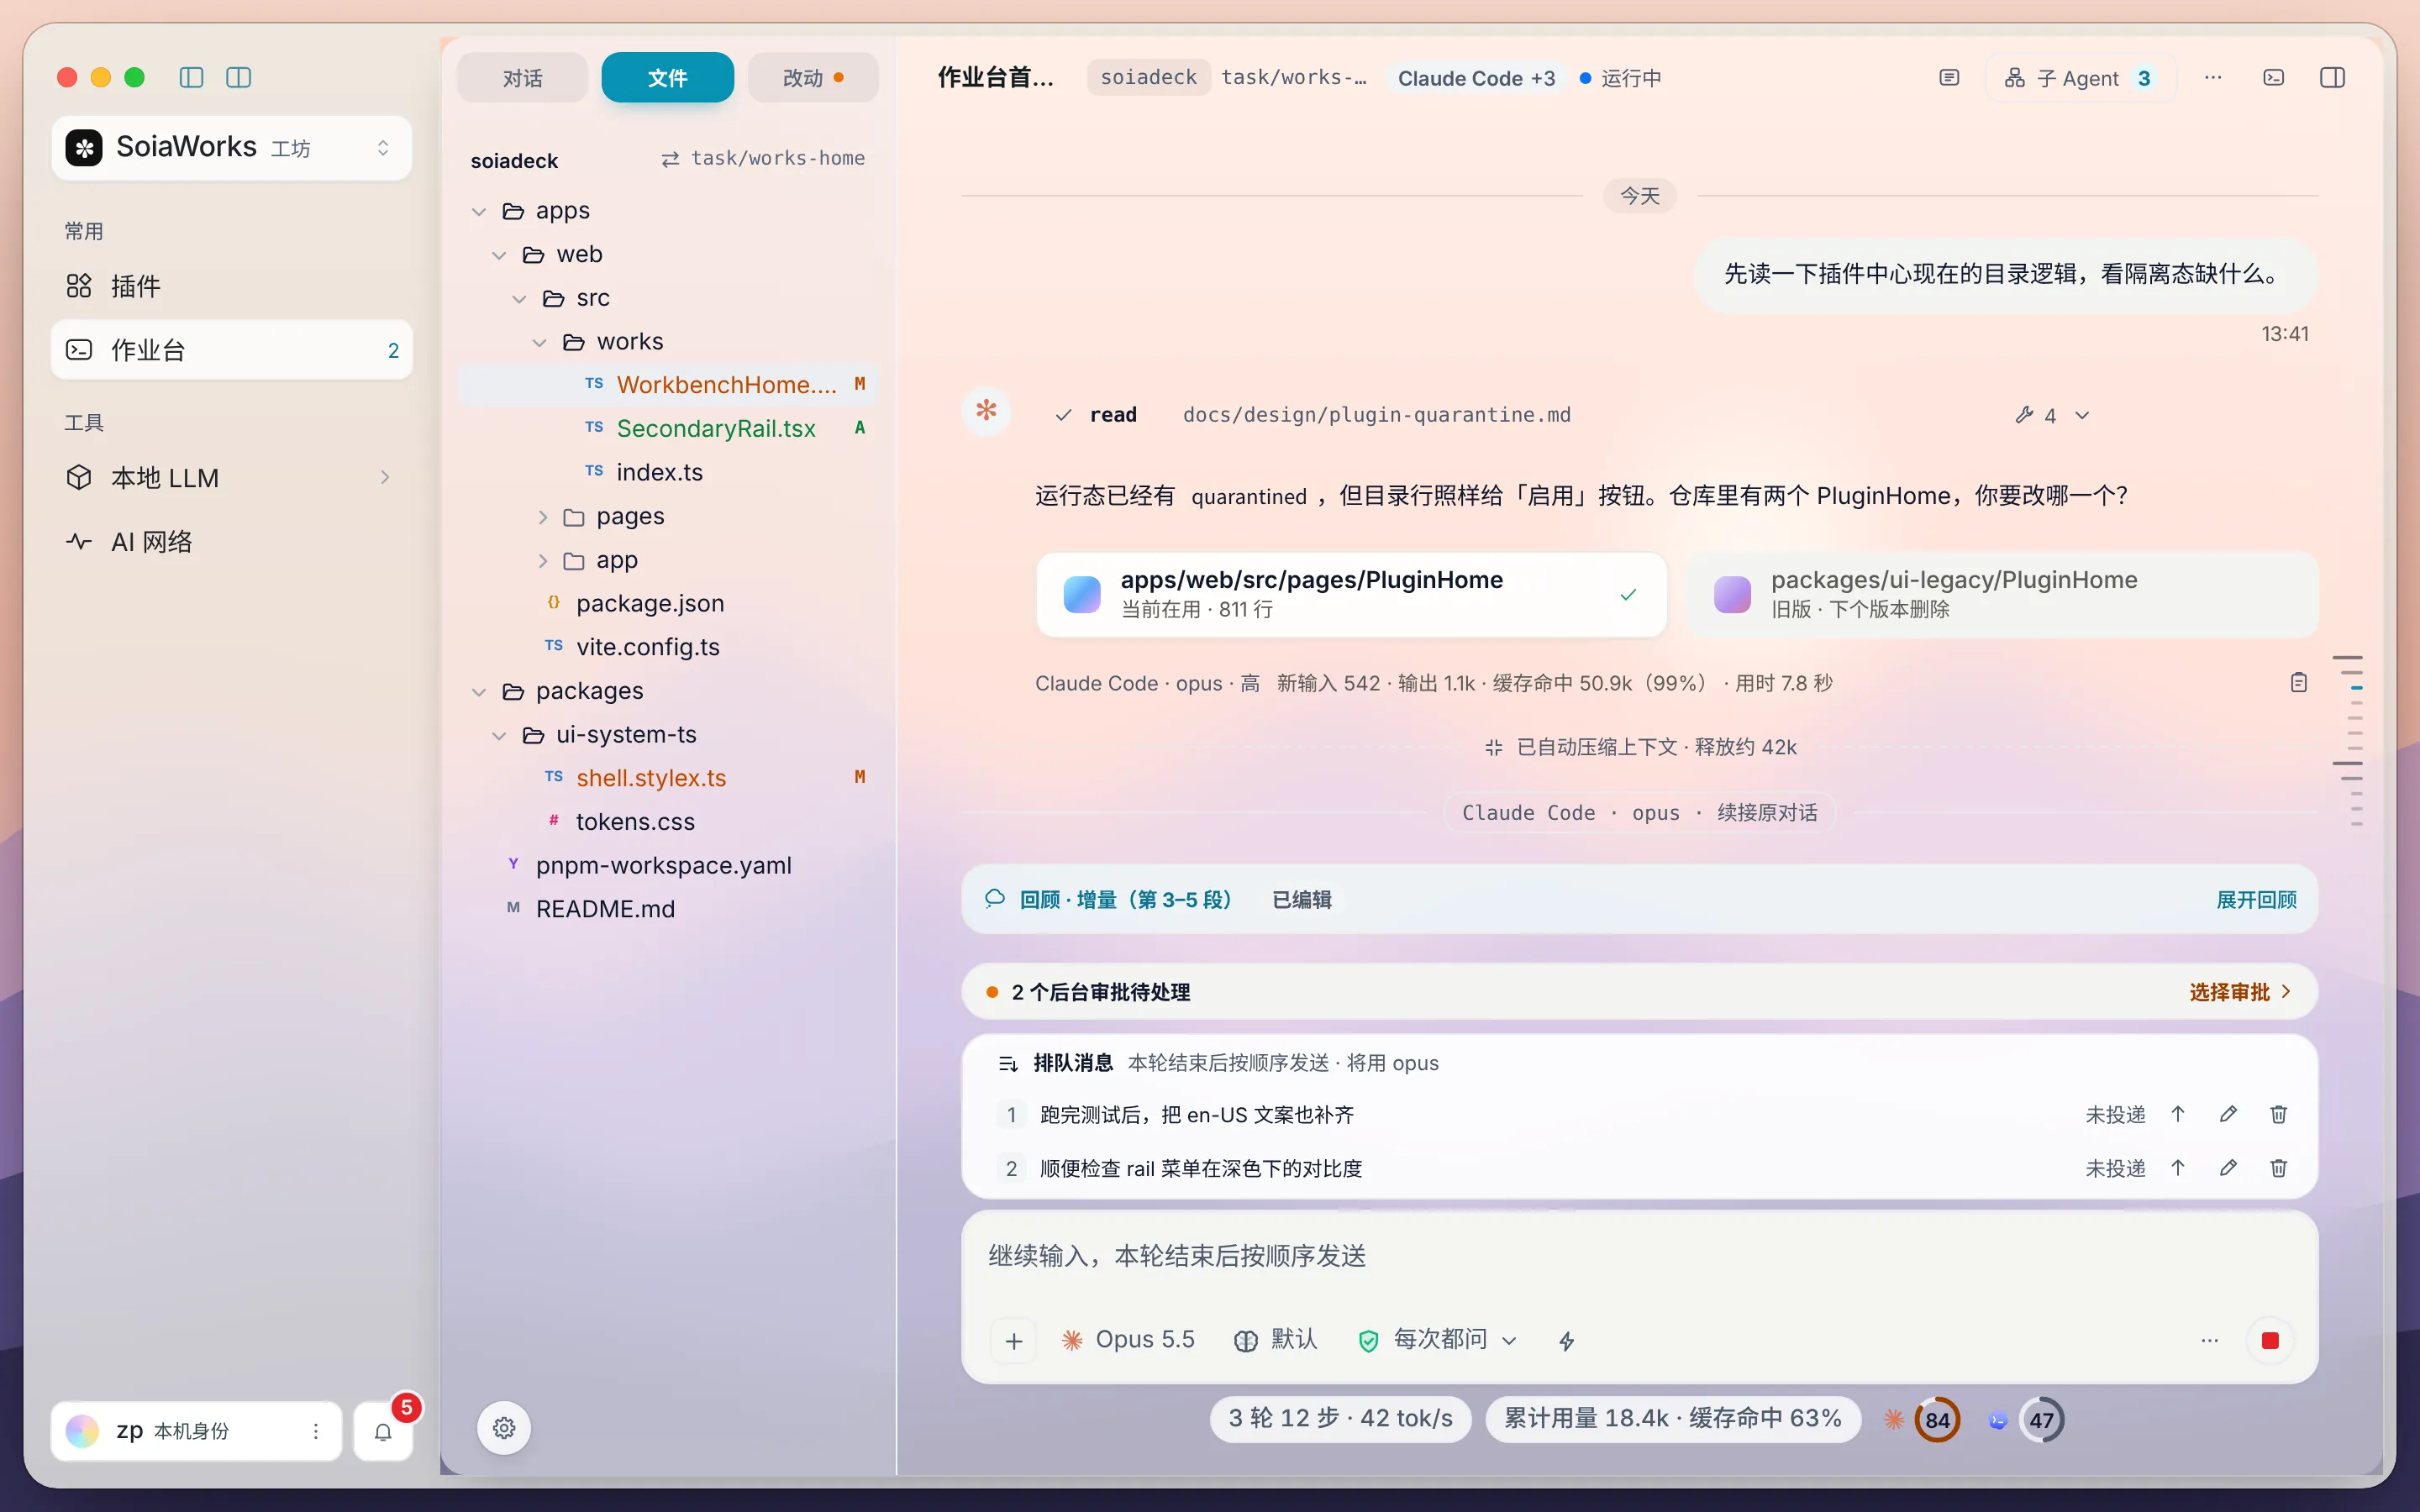 SoiaWorks 工坊
常用
插件
作业台 2
工具
本地 LLM
AI 网络
zp 本机身份
5
对话 文件 改动
soiadeck task/works-home
apps
web
src
works
TS WorkbenchHome.... M
TS SecondaryRail.tsx A
TS index.ts
pages
app
{} package.json
TS vite.config.ts
packages
ui-system-ts
TS shell.stylex.ts M
# tokens.css
Y pnpm-workspace.yaml
M README.md
作业台首... soiadeck task/works-... Claude Code +3 运行中 子 Agent 3
今天
先读一下插件中心现在的目录逻辑，看隔离态缺什么。
13:41
read docs/design/plugin-quarantine.md 4
运行态已经有 quarantined ，但目录行照样给「启用」按钮。仓库里有两个 PluginHome，你要改哪一个？
apps/web/src/pages/PluginHome
当前在用 · 811 行
packages/ui-legacy/PluginHome
旧版 · 下个版本删除
Claude Code · opus · 高 新输入 542 · 输出 1.1k · 缓存命中 50.9k（99%） · 用时 7.8 秒
已自动压缩上下文 · 释放约 42k
Claude Code · opus · 续接原对话
回顾 · 增量（第 3–5 段） 已编辑 展开回顾
2 个后台审批待处理 选择审批
排队消息 本轮结束后按顺序发送 · 将用 opus
1 跑完测试后，把 en-US 文案也补齐 未投递
2 顺便检查 rail 菜单在深色下的对比度 未投递
继续输入，本轮结束后按顺序发送
Opus 5.5 默认 每次都问
3 轮 12 步 · 42 tok/s 累计用量 18.4k · 缓存命中 63% 84 47